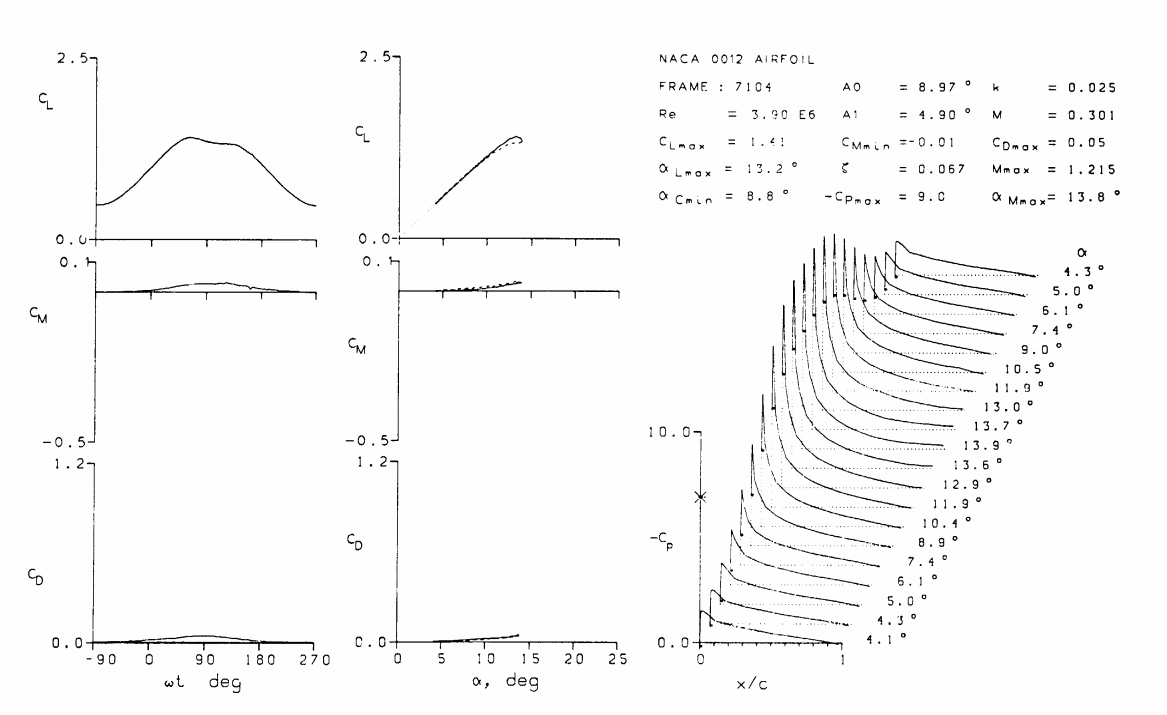 NACA 0012 AIRFOIL
FRAME : 7104 A0 = 8.97 ° k = 0.025
Re = 3.90 E6 A1 = 4.90 ° M = 0.301
CLmax = 1.41 CMmin =-0.01 CDmax = 0.05
α Lmax = 13.2 ° ζ = 0.067 Mmax = 1.215
α Cmin = 8.8 ° -CPmax = 9.0 α Mmax= 13.8 °
2.5
CL
0.0
2.5
CL
0.0
0.1
CM
-0.5
0.1
CM
-0.5
1.2
CD
0.0
-90 0 90 180 270
ωt deg
1.2
CD
0.0
0 5 10 15 20 25
α, deg
α
4.3 °
5.0 °
6.1 °
7.4 °
9.0 °
10.5 °
11.9 °
13.0 °
13.7 °
13.9 °
13.6 °
12.9 °
11.9 °
10.4 °
8.9 °
7.4 °
6.1 °
5.0 °
4.3 °
4.1 °
10.0
-Cp
0.0
0 1
x/c